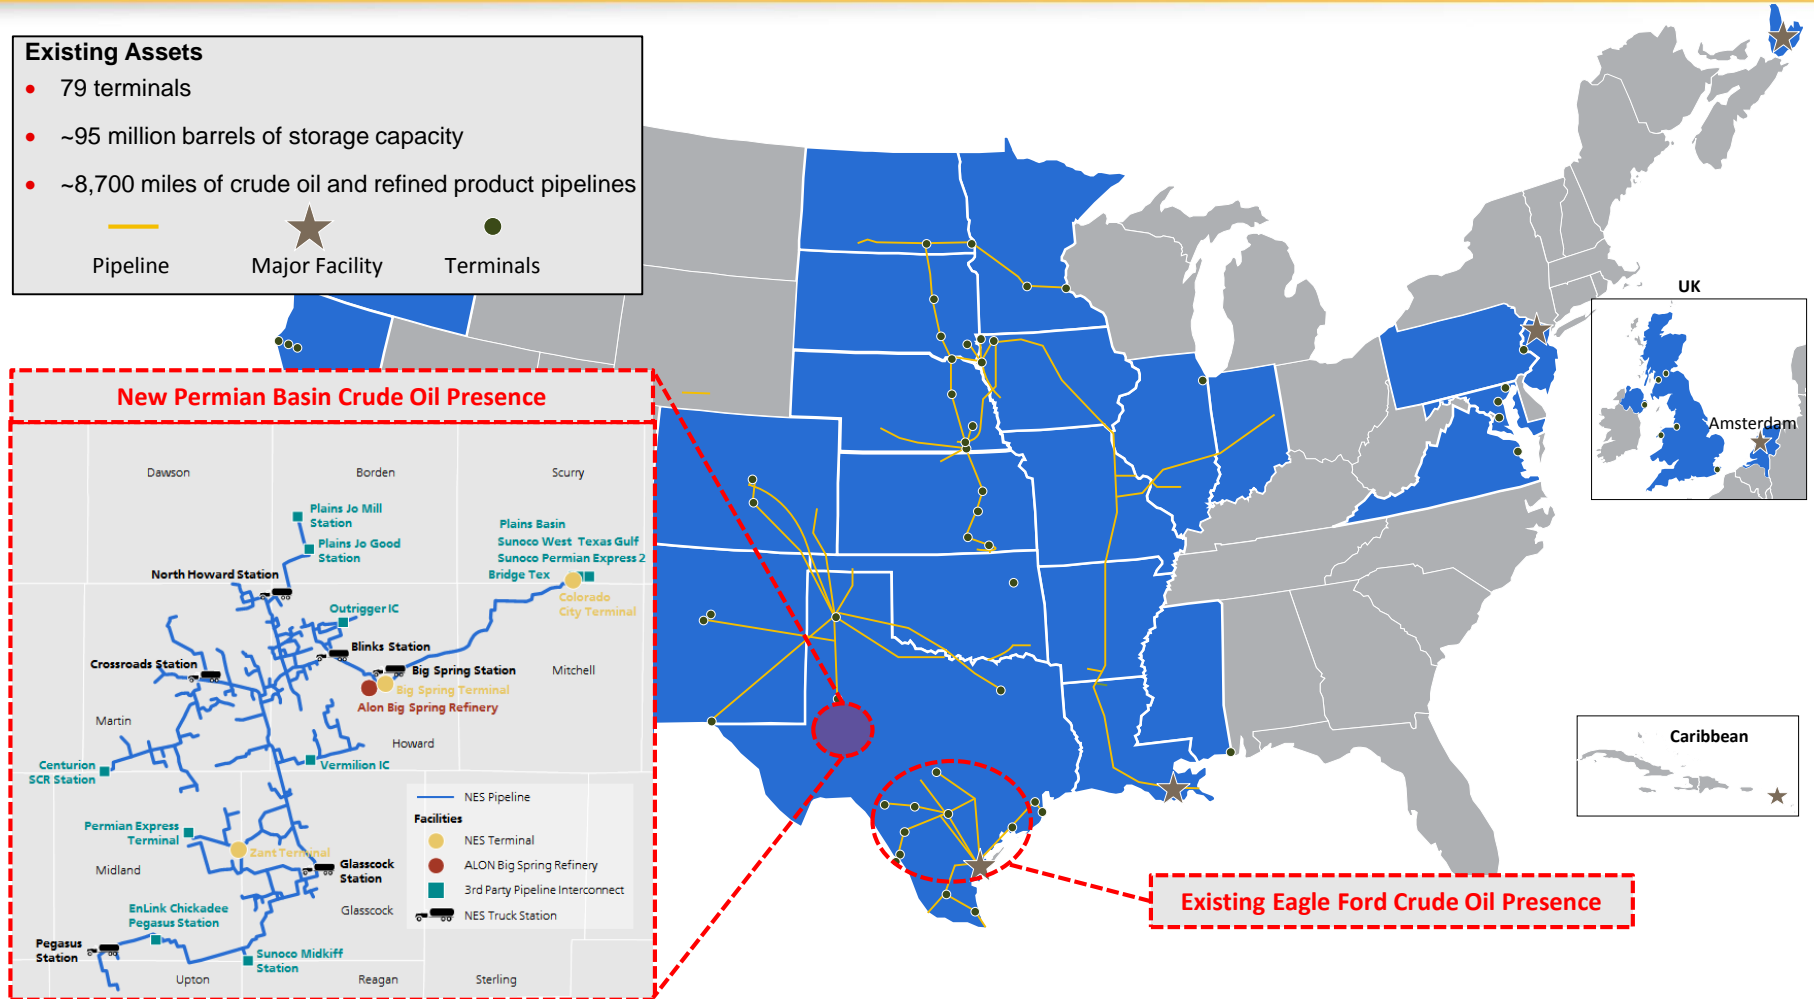 Existing Assets
• 79 terminals
• ~95 million barrels of storage capacity
• ~8,700 miles of crude oil and refined product pipelines
Pipeline
Major Facility
Terminals
UK
Amsterdam
Caribbean
New Permian Basin Crude Oil Presence
Dawson
Borden
Scurry
Plains Jo Mill
Station
Plains Jo Good
Station
Plains Basin
Sunoco West Texas Gulf
Sunoco Permian Express 2
Bridge Tex
North Howard Station
Colorado
City Terminal
Outrigger IC
Blinks Station
Crossroads Station
Big Spring Station
Mitchell
Big Spring Terminal
Alon Big Spring Refinery
Martin
Howard
Centurion
SCR Station
Vermilion IC
NES Pipeline
Facilities
NES Terminal
ALON Big Spring Refinery
3rd Party Pipeline Interconnect
NES Truck Station
Permian Express
Terminal
Zant Terminal
Midland
Glasscock
Station
Glasscock
EnLink Chickadee
Pegasus Station
Pegasus
Station
Sunoco Midkiff
Station
Upton
Reagan
Sterling
Existing Eagle Ford Crude Oil Presence